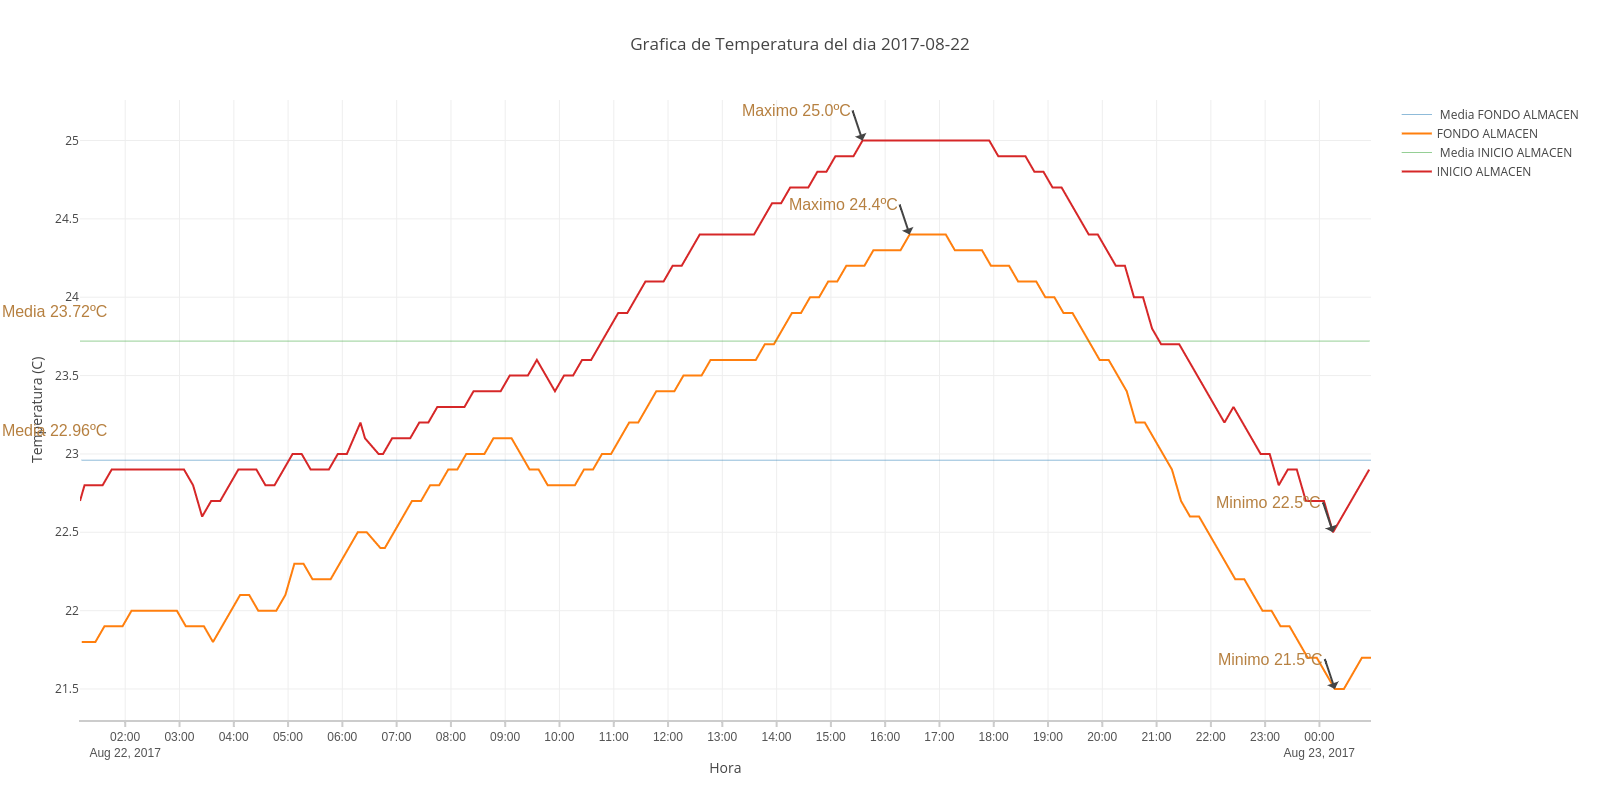 Grafica de Temperatura del dia 2017-08-22
Media FONDO ALMACEN
FONDO ALMACEN
Media INICIO ALMACEN
INICIO ALMACEN
Maximo 25.0ºC
Maximo 24.4ºC
Media 23.72ºC
Media 22.96ºC
Minimo 22.5ºC
Minimo 21.5ºC
Temperatura (C)
25
24.5
24
23.5
23
22.5
22
21.5
02:00 03:00 04:00 05:00 06:00 07:00 08:00 09:00 10:00 11:00 12:00 13:00 14:00 15:00 16:00 17:00 18:00 19:00 20:00 21:00 22:00 23:00 00:00
Aug 22, 2017 Aug 23, 2017
Hora